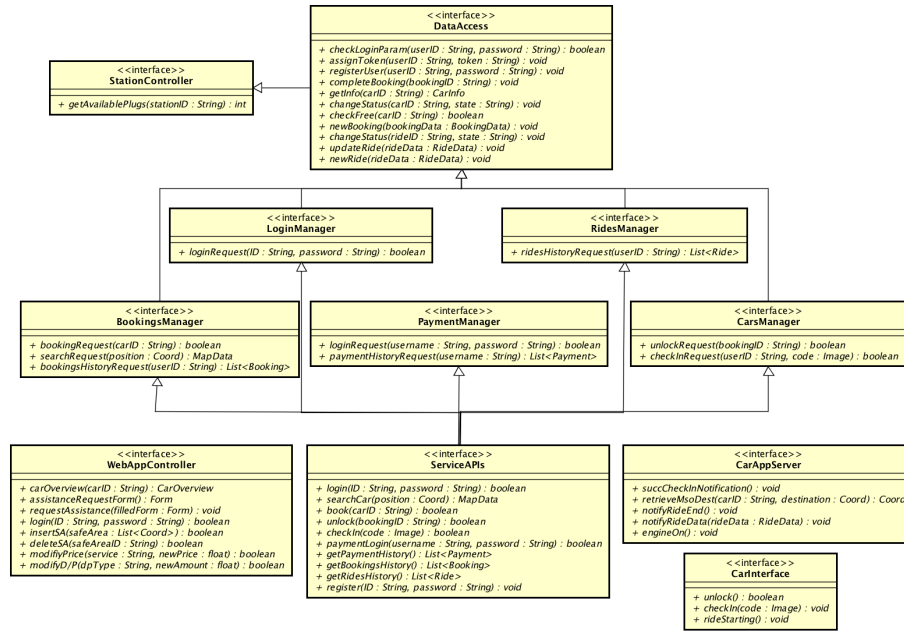 <<interface>>
DataAccess
+ checkLoginParam(userID : String, password : String) : boolean
+ assignToken(userID : String, token : String) : void
+ registerUser(userID : String, password : String) : void
+ completeBooking(bookingID : String) : void
+ getInfo(carID : String) : CarInfo
+ changeStatus(carID : String, state : String) : void
+ checkFree(carID : String) : boolean
+ newBooking(bookingData : BookingData) : void
+ changeStatus(rideID : String, state : String) : void
+ updateRide(rideData : RideData) : void
+ newRide(rideData : RideData) : void
<<interface>>
StationController
+ getAvailablePlugs(stationID : String) : int
<<interface>>
LoginManager
+ loginRequest(ID : String, password : String) : boolean
<<interface>>
RidesManager
+ ridesHistoryRequest(userID : String) : List<Ride>
<<interface>>
BookingsManager
+ bookingRequest(carID : String) : boolean
+ searchRequest(position : Coord) : MapData
+ bookingsHistoryRequest(userID : String) : List<Booking>
<<interface>>
PaymentManager
+ loginRequest(username : String, password : String) : boolean
+ paymentHistoryRequest(username : String) : List<Payment>
<<interface>>
CarsManager
+ unlockRequest(bookingID : String) : boolean
+ checkInRequest(userID : String, code : Image) : boolean
<<interface>>
WebAppController
+ carOverview(carID : String) : CarOverview
+ assistanceRequestForm() : Form
+ requestAssistance(filledForm : Form) : void
+ login(ID : String, password : String) : boolean
+ insertSA(safeArea : List<Coord>) : boolean
+ deleteSA(safeAreaID : String) : boolean
+ modifiyPrice(service : String, newPrice : float) : boolean
+ modifyD/P(dpType : String, newAmount : float) : boolean
<<interface>>
ServiceAPIs
+ login(ID : String, password : String) : boolean
+ searchCar(position : Coord) : MapData
+ book(carID : String) : boolean
+ unlock(bookingID : String) : boolean
+ checkIn(code : Image) : boolean
+ paymentLogin(username : String, password : String) : boolean
+ getPaymentHistory() : List<Payment>
+ getBookingsHistory() : List<Booking>
+ getRidesHistory() : List<Ride>
+ register(ID : String, password : String) : void
<<interface>>
CarAppServer
+ succCheckInNotification() : void
+ retrieveMsoDest(carID : String, destination : Coord) : Coord
+ notifyRideEnd() : void
+ notifyRideData(rideData : RideData) : void
+ engineOn() : void
<<interface>>
CarInterface
+ unlock() : boolean
+ checkIn(code : Image) : void
+ rideStarting() : void